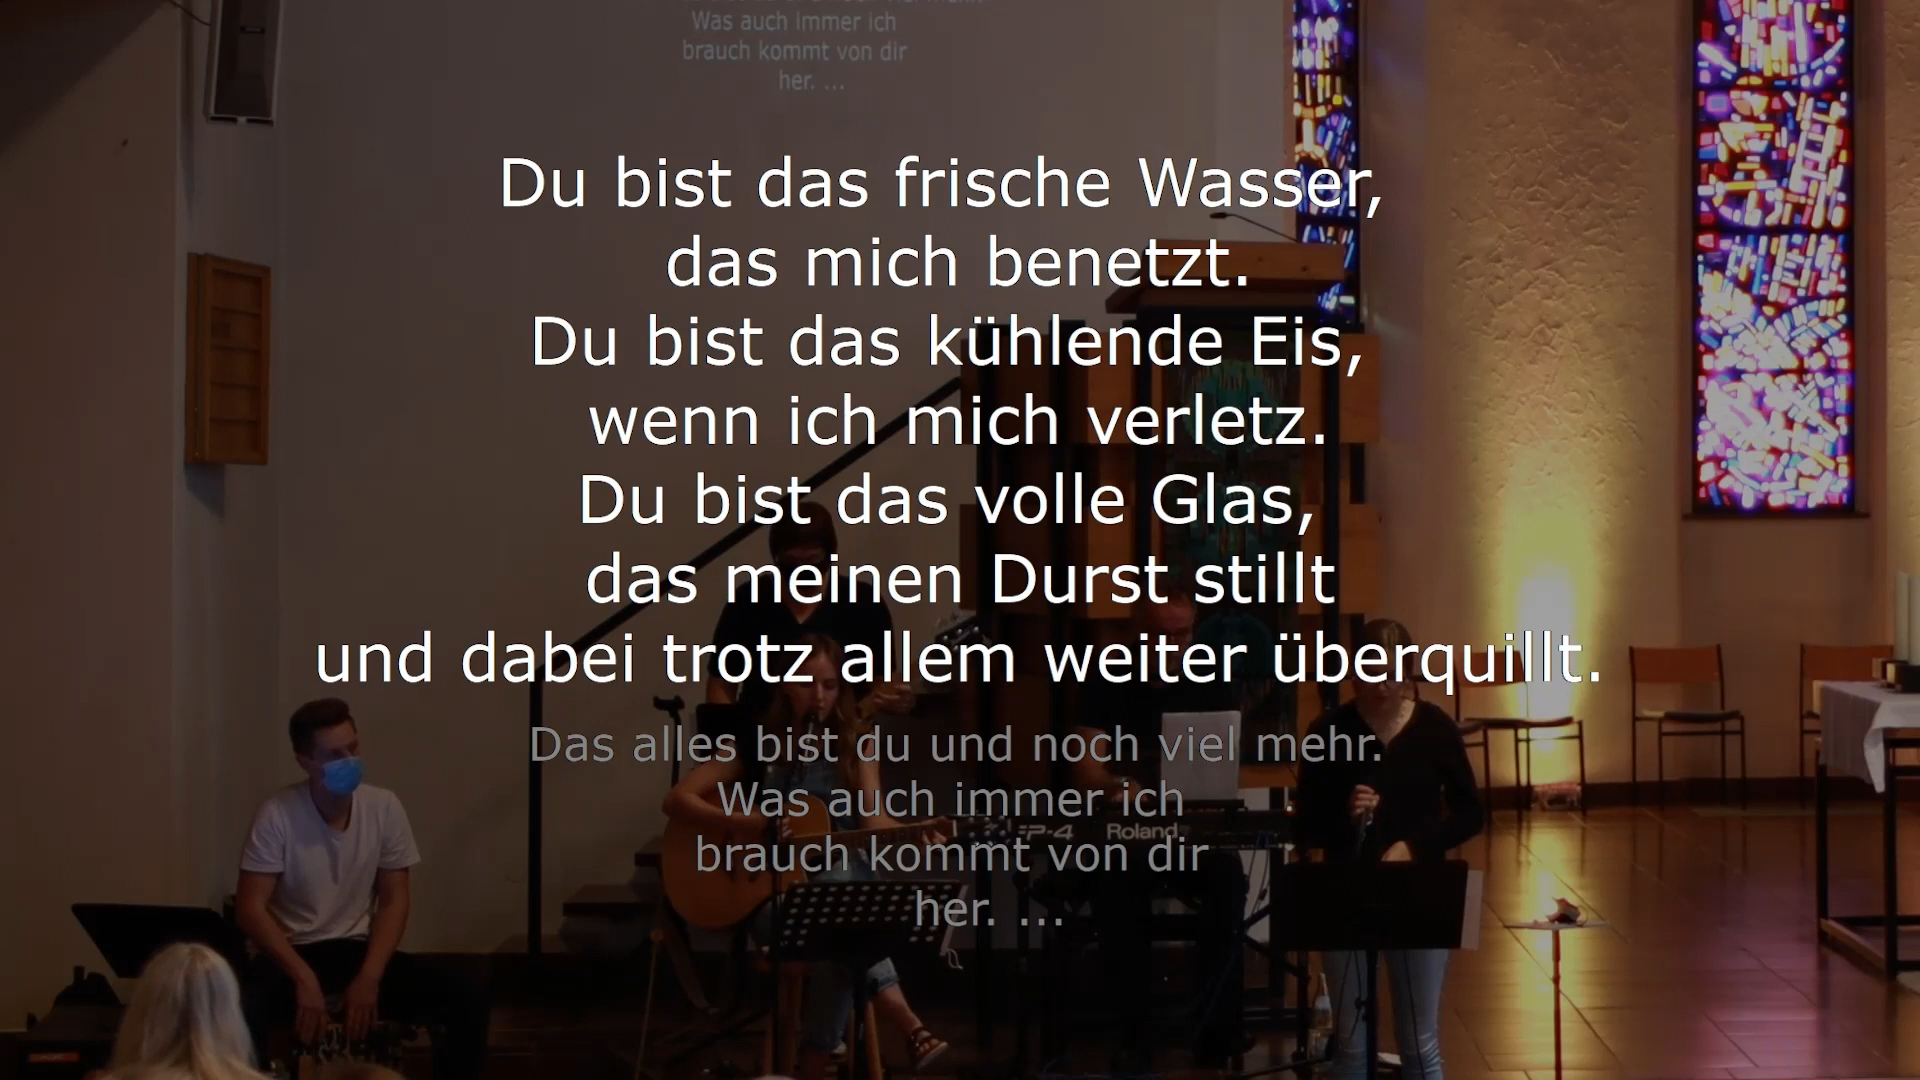 Was auch immer ich
brauch kommt von dir
her. ...
Du bist das frische Wasser,
das mich benetzt.
Du bist das kühlende Eis,
wenn ich mich verletz.
Du bist das volle Glas,
das meinen Durst stillt
und dabei trotz allem weiter überquillt.
Das alles bist du und noch viel mehr.
Was auch immer ich
brauch kommt von dir
her. ...
EP-4 Roland